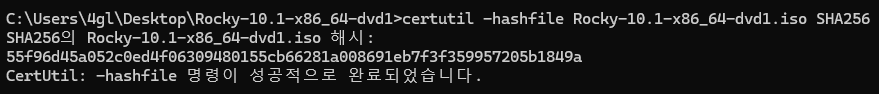 C:\Users\4gl\Desktop\Rocky-10.1-x86_64-dvd1>certutil -hashfile Rocky-10.1-x86_64-dvd1.iso SHA256
SHA256의 Rocky-10.1-x86_64-dvd1.iso 해시:
55f96d45a052c0ed4f06309480155cb66281a008691eb7f3f359957205b1849a
CertUtil: -hashfile 명령이 성공적으로 완료되었습니다.